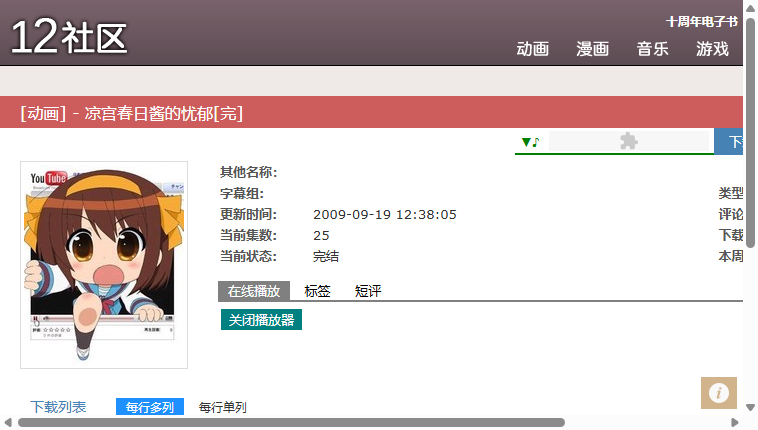 十周年电子书
12社区
动画 漫画 音乐 游戏
[动画] - 凉宫春日酱的忧郁[完]
▼♪
You Tube
其他名称：
字幕组： 类型
更新时间： 2009-09-19 12:38:05 评论
当前集数： 25 下载
当前状态： 完结 本周
在线播放 标签 短评
关闭播放器
下载列表 每行多列 每行单列